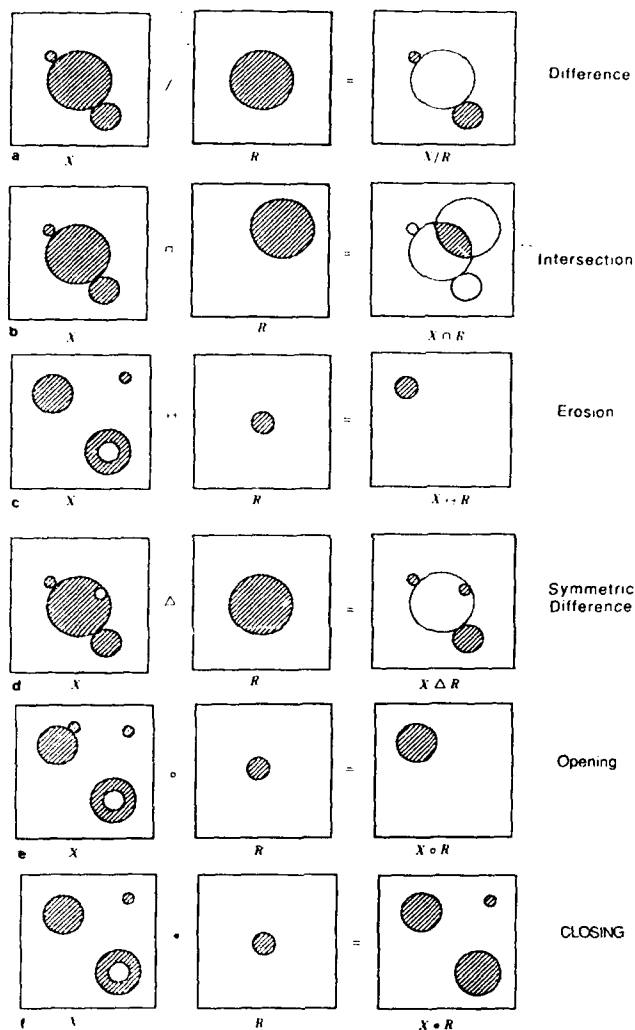 / = Difference
a X R X/R
∩ = Intersection
b X R X ∩ R
= Erosion
c X R X R
△ = Symmetric
Difference
d X R X △ R
o = Opening
e X R X o R
• = CLOSING
f R X • R